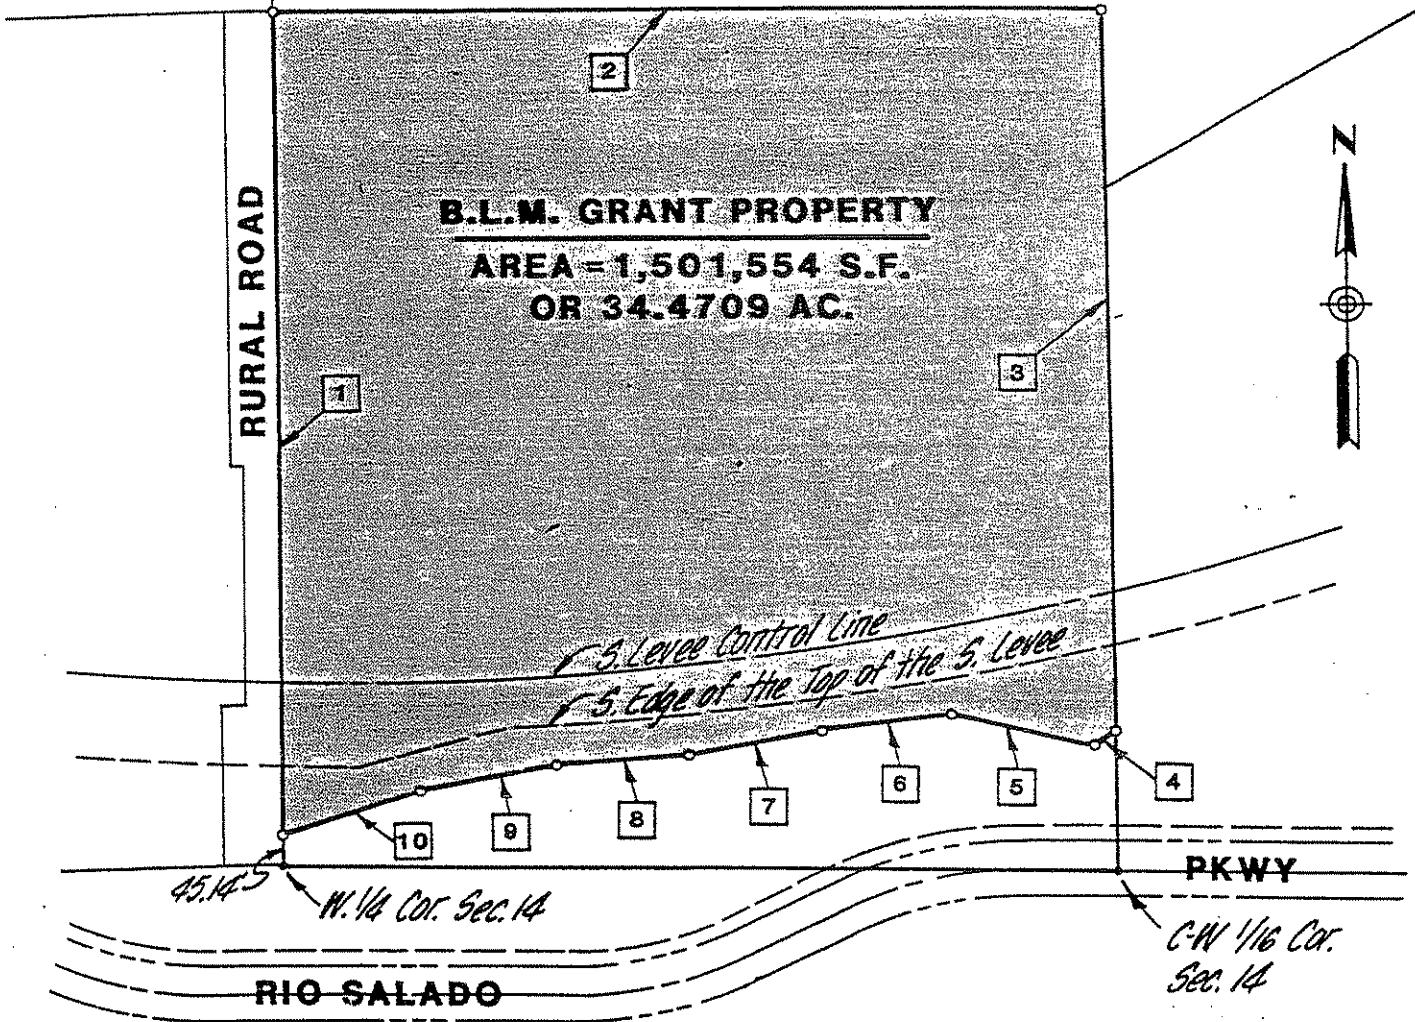 2
N
B.L.M. GRANT PROPERTY
AREA = 1,501,554 S.F.
OR 34.4709 AC.
RURAL ROAD
1
3
S. Levee Control Line
S. Edge of the Top of the S. Levee
4
5
6
7
8
9
10
45.14'
W. 1/4 Cor. Sec. 14
PKWY
C-W 1/16 Cor.
Sec. 14
RIO SALADO